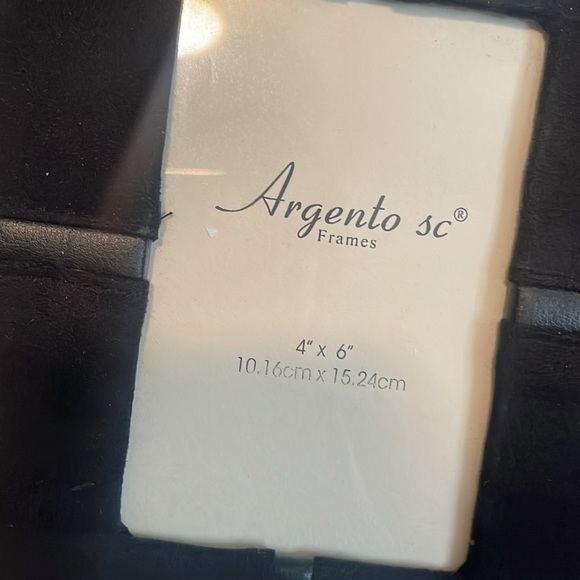 Argento sc®
Frames
4" x 6"
10.16cm x 15.24cm